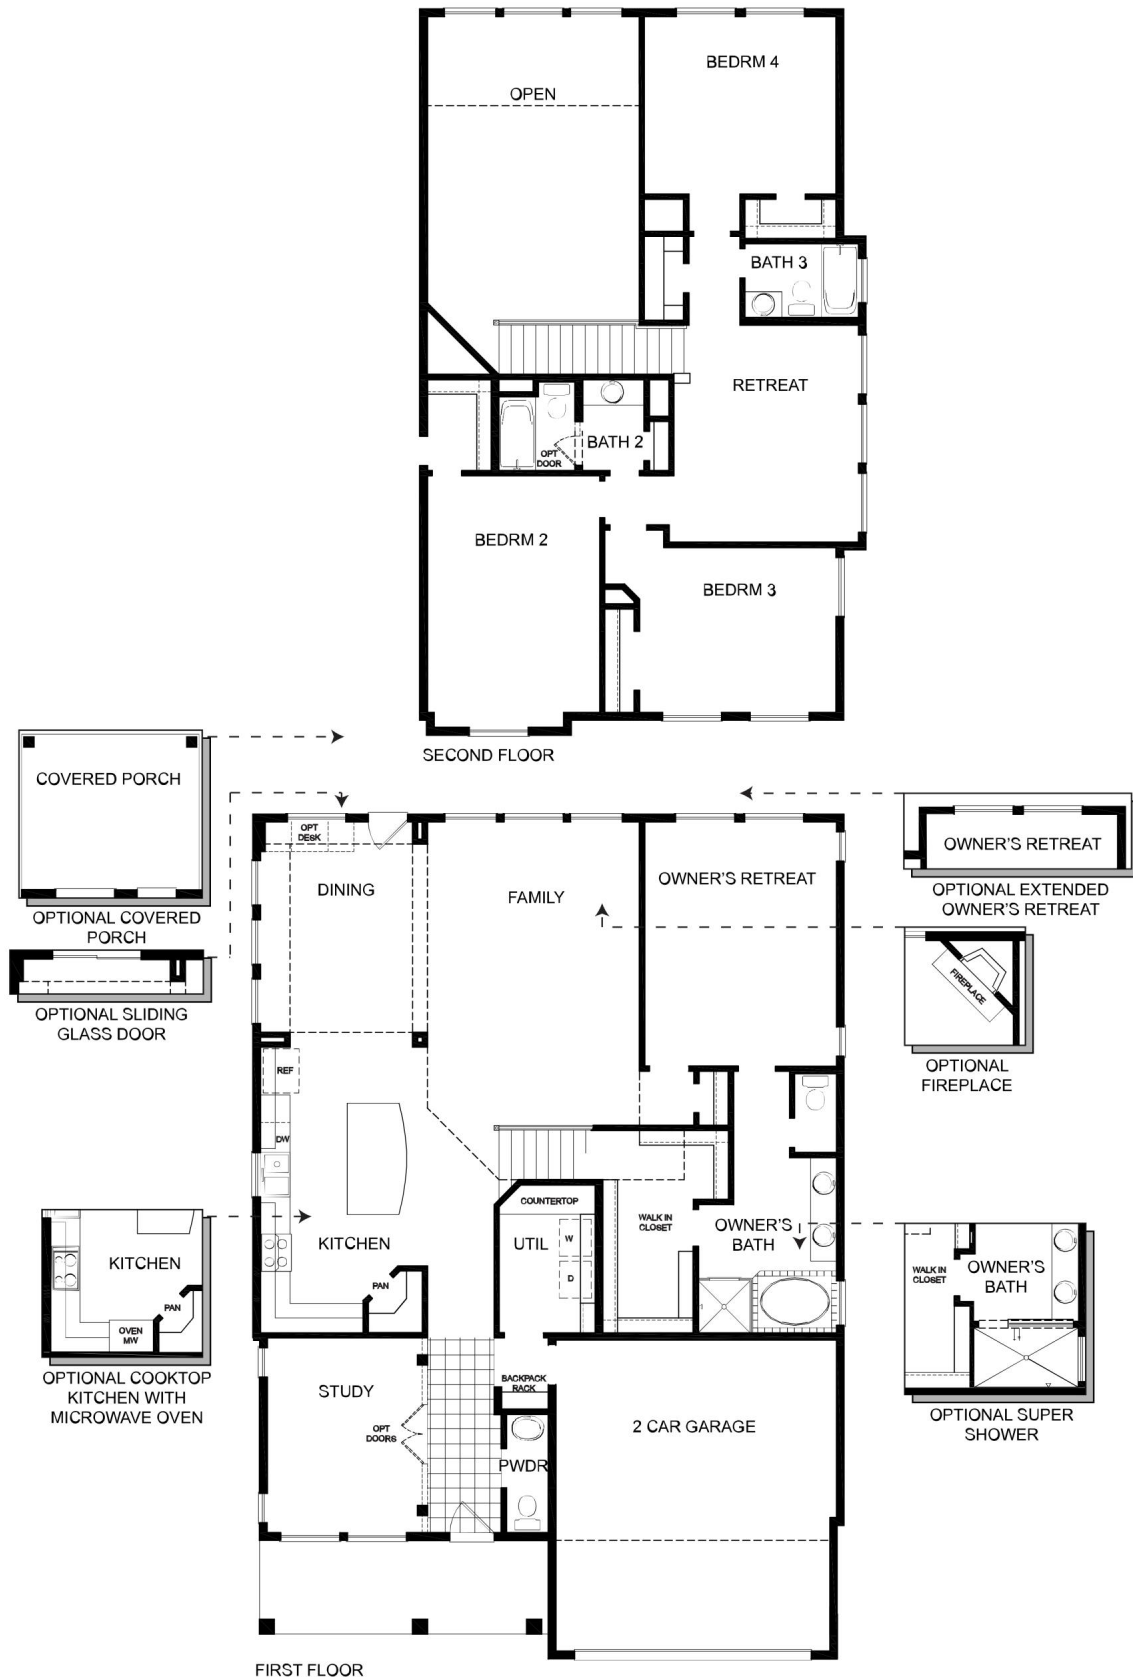 BEDRM 4
OPEN
BATH 3
RETREAT
BATH 2
OPT
DOOR
BEDRM 2
BEDRM 3
SECOND FLOOR
COVERED PORCH
OPTIONAL COVERED
PORCH
OPTIONAL SLIDING
GLASS DOOR
OPT
DESK
DINING
FAMILY
OWNER'S RETREAT
OWNER'S RETREAT
OPTIONAL EXTENDED
OWNER'S RETREAT
FIREPLACE
OPTIONAL
FIREPLACE
REF
DW
COUNTERTOP
KITCHEN
UTIL
W
D
WALK IN
CLOSET
OWNER'S
BATH
PAN
KITCHEN
PAN
OVEN
MW
OPTIONAL COOKTOP
KITCHEN WITH
MICROWAVE OVEN
WALK IN
CLOSET
OWNER'S
BATH
OPTIONAL SUPER
SHOWER
STUDY
OPT
DOORS
BACKPACK
RACK
PWDR
2 CAR GARAGE
FIRST FLOOR